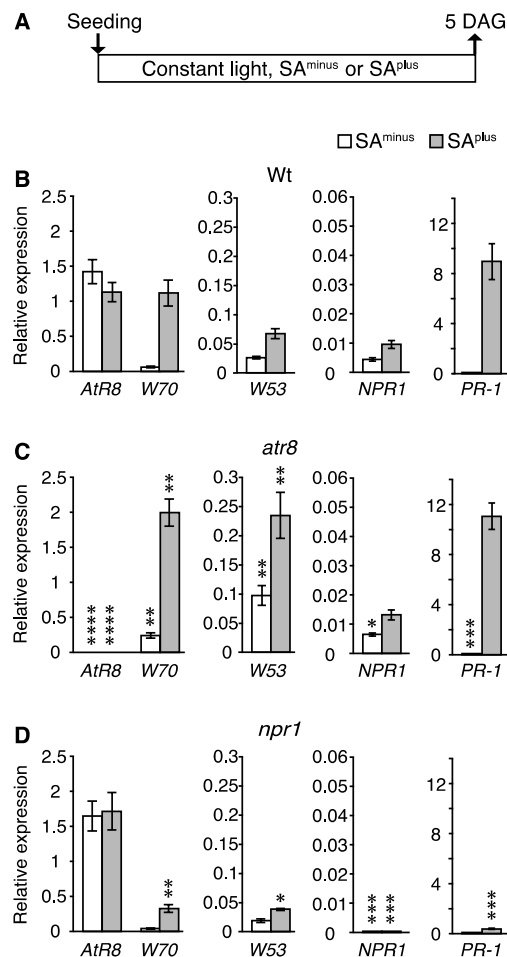 A
Seeding 5 DAG
Constant light, SAminus or SAplus
SAminus SAplus
B Wt
Relative expression
2.5 0.3 0.06 12
2 0.25 0.05
1.5 0.2 0.04 8
1 0.15 0.03
0.5 0.1 0.02 4
0 0.05 0.01
0 0 0
AtR8 W70 W53 NPR1 PR-1
C atr8
Relative expression
2.5 0.3 0.06 12
2 0.25 0.05
1.5 0.2 0.04 8
1 0.15 0.03
0.5 0.1 0.02 4
0 0.05 0.01
0 0 0
**** **** ** ** ** ** * ***
AtR8 W70 W53 NPR1 PR-1
D npr1
Relative expression
2.5 0.3 0.06 12
2 0.25 0.05
1.5 0.2 0.04 8
1 0.15 0.03
0.5 0.1 0.02 4
0 0.05 0.01
0 0 0
** * *** *** ***
AtR8 W70 W53 NPR1 PR-1